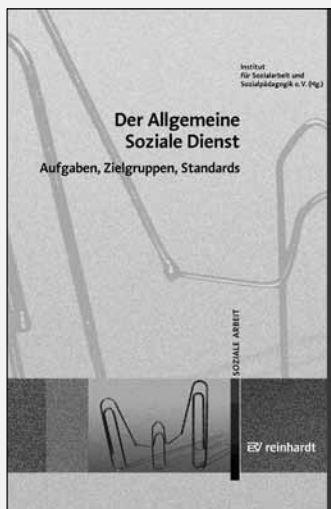 Institut
für Sozialarbeit und
Sozialpädagogik e. V. (Hg.)
Der Allgemeine
Soziale Dienst
Aufgaben, Zielgruppen, Standards
SOZIALE ARBEIT
reinhardt